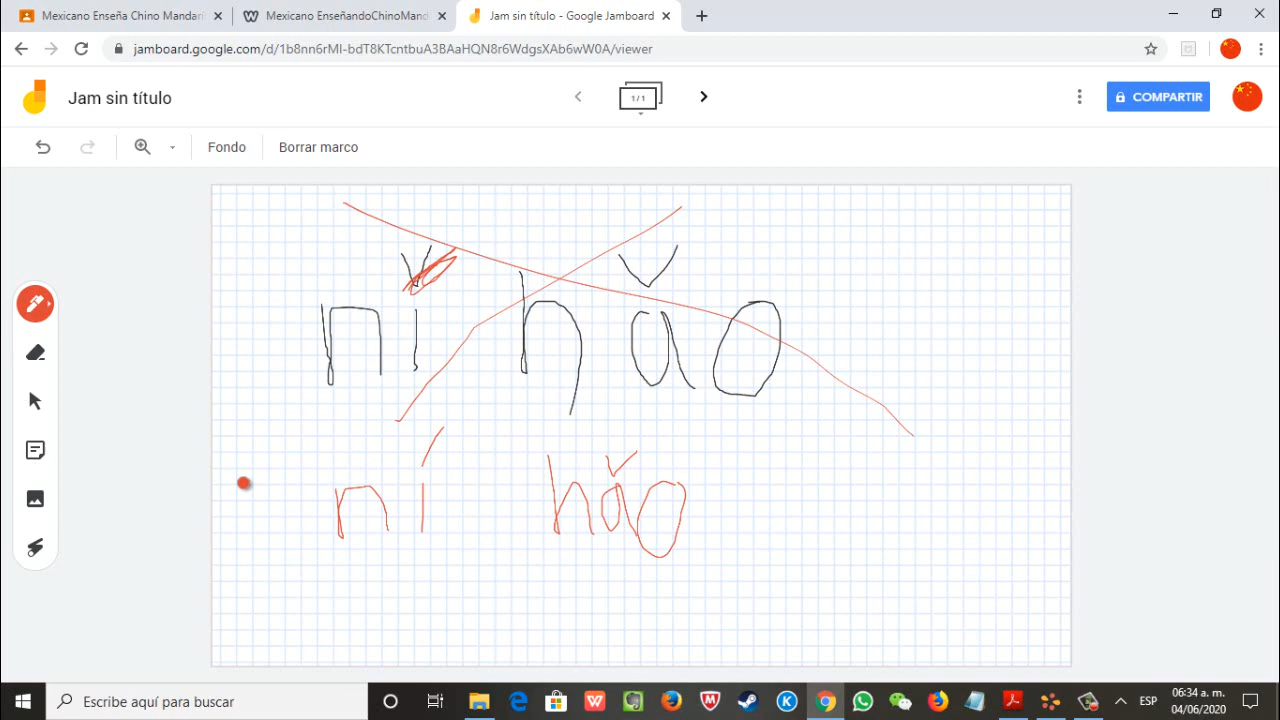 Mexicano Enseña Chino Mandari
Mexicano EnseñandoChinoMand
Jam sin título - Google Jamboard
jamboard.google.com/d/1b8nn6rMI-bdT8KTcntbuA3BAaHQN8r6WdgsXAb6wW0A/viewer
Jam sin título
1/1
COMPARTIR
Fondo
Borrar marco
nǐ hǎo
ní hǎo
Escribe aquí para buscar
ESP
06:34 a. m.
04/06/2020